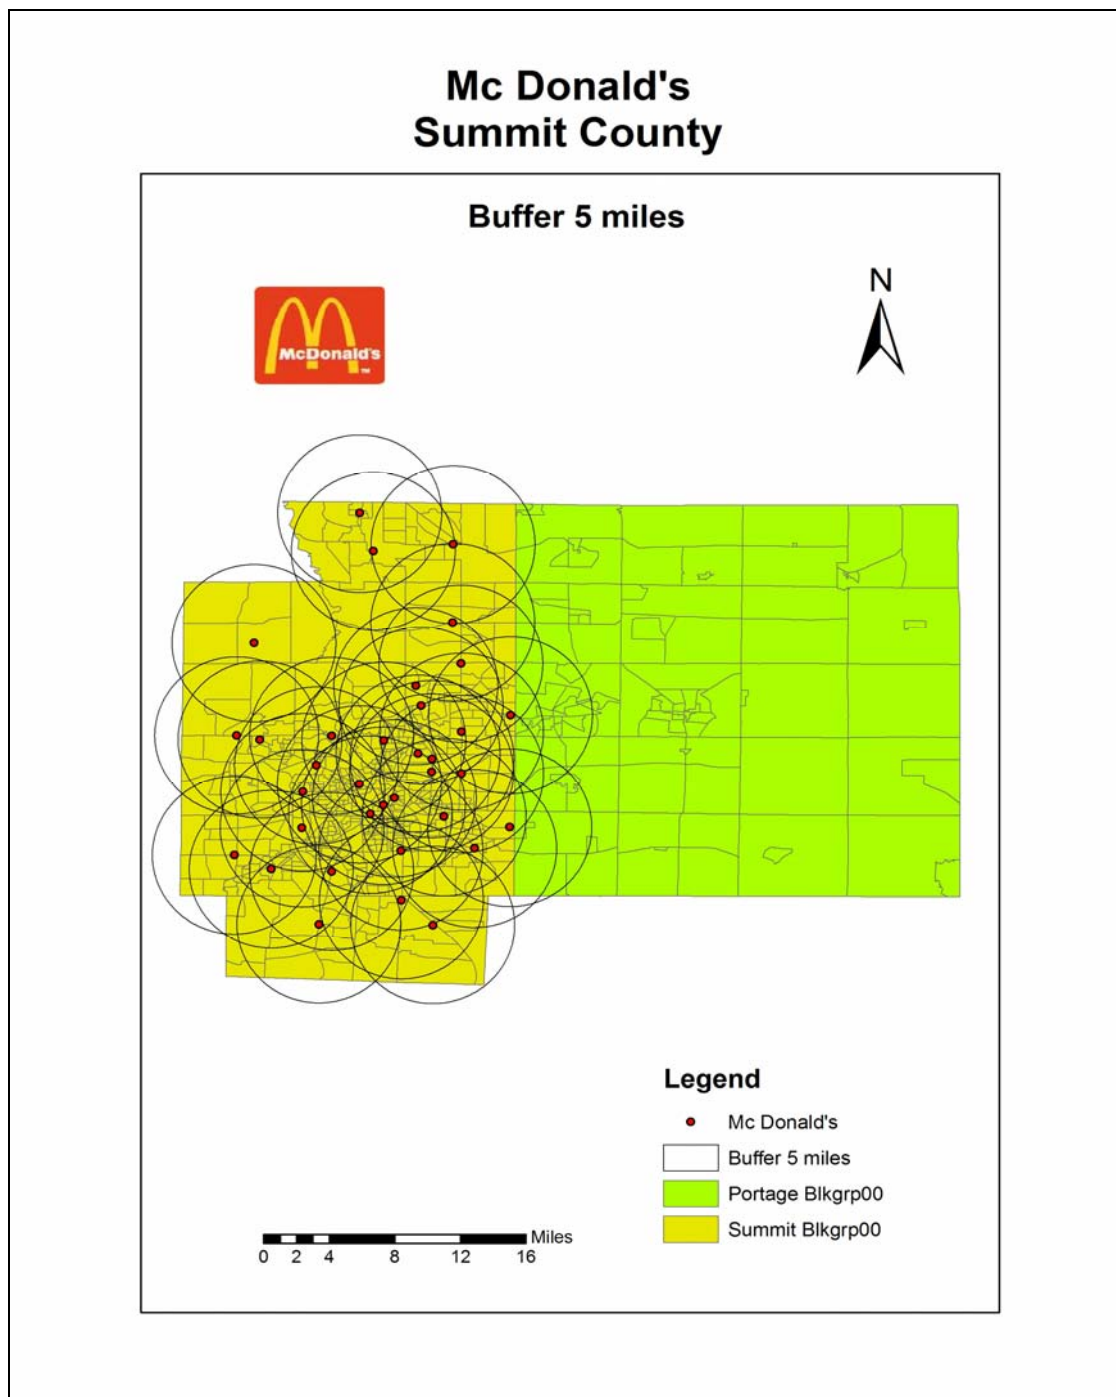 Mc Donald's
Summit County
Buffer 5 miles
N
McDonald's
TM
Legend
Mc Donald's
Buffer 5 miles
Portage Blkgrp00
Summit Blkgrp00
Miles
0 2 4 8 12 16